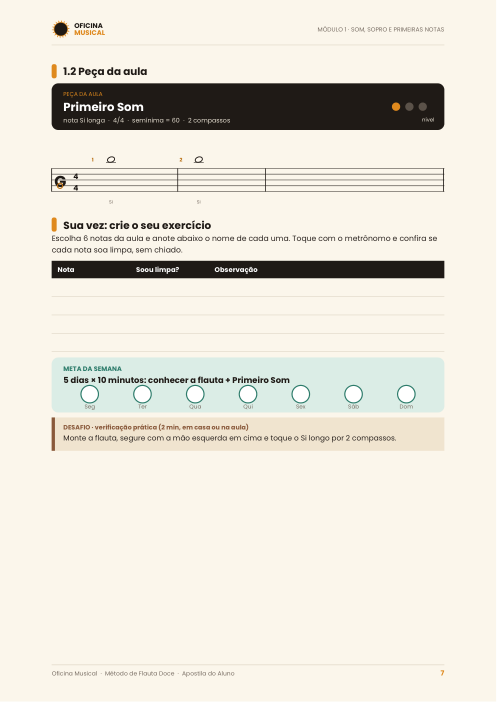 OFICINA
MUSICAL
MÓDULO 1 · SOM, SOPRO E PRIMEIRAS NOTAS
1.2 Peça da aula
PEÇA DA AULA
Primeiro Som
nota Si longa · 4/4 · semínima = 60 · 2 compassos
nível
1 2
G 4
4
Si Si
Sua vez: crie o seu exercício
Escolha 6 notas da aula e anote abaixo o nome de cada uma. Toque com o metrônomo e confira se
cada nota soa limpa, sem chiado.
Nota Soou limpa? Observação
META DA SEMANA
5 dias × 10 minutos: conhecer a flauta + Primeiro Som
Seg Ter Qua Qui Sex Sáo Dom
DESAFIO · verificação prática (2 min, em casa ou na aula)
Monte a flauta, segure com a mão esquerda em cima e toque o Si longo por 2 compassos.
Oficina Musical · Método de Flauta Doce · Apostila do Aluno
7